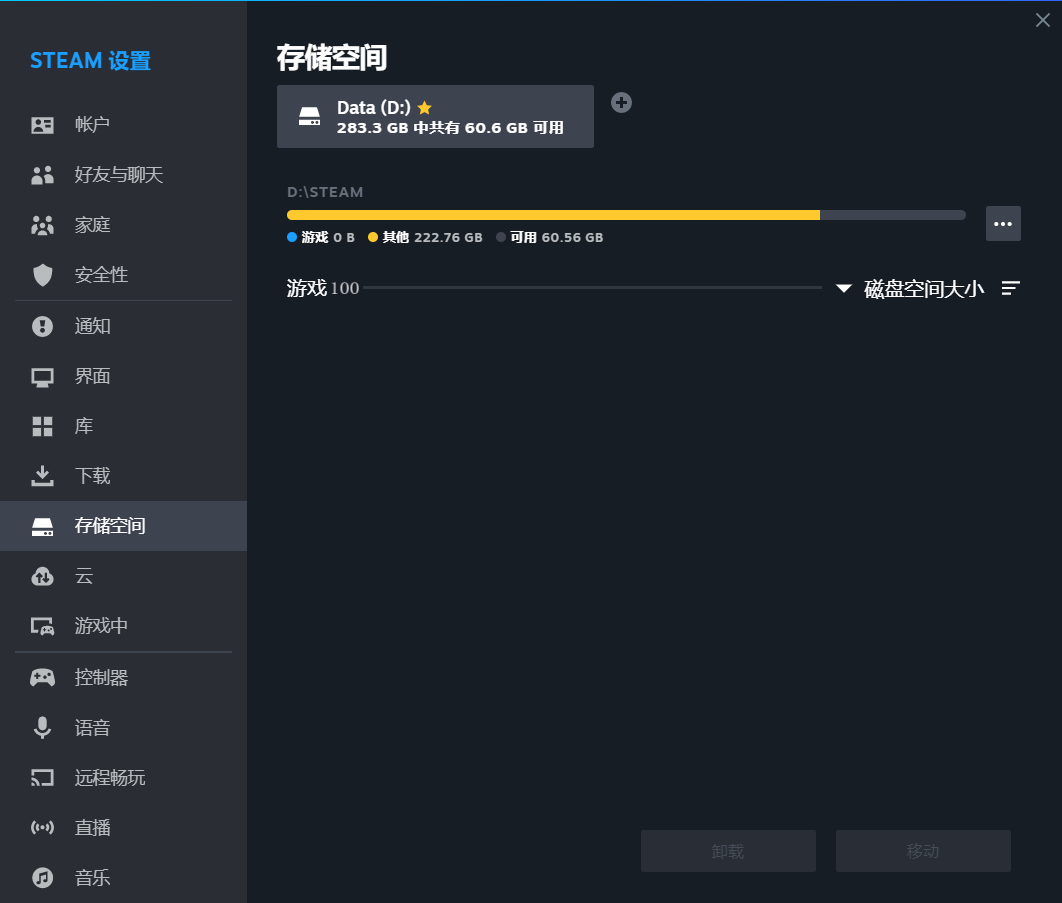 STEAM 设置
帐户
好友与聊天
家庭
安全性
通知
界面
库
下载
存储空间
云
游戏中
控制器
语音
远程畅玩
直播
音乐
存储空间
Data (D:)
283.3 GB 中共有 60.6 GB 可用
D:\STEAM
游戏 0 B 其他 222.76 GB 可用 60.56 GB
游戏 100 磁盘空间大小
卸载 移动